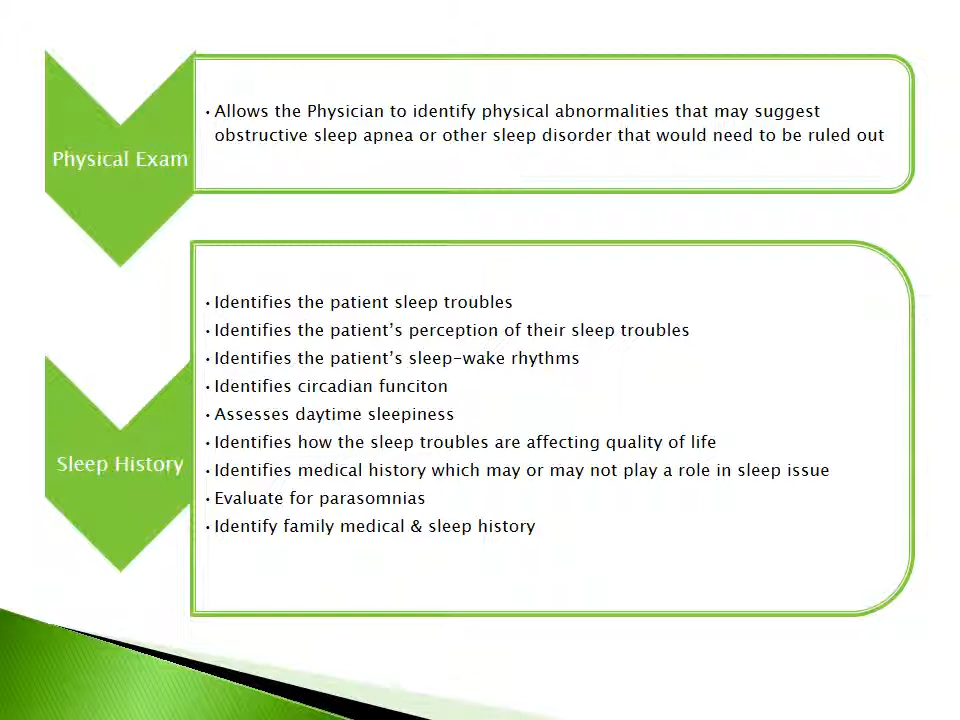 Physical Exam
• Allows the Physician to identify physical abnormalities that may suggest
obstructive sleep apnea or other sleep disorder that would need to be ruled out
Sleep History
• Identifies the patient sleep troubles
• Identifies the patient’s perception of their sleep troubles
• Identifies the patient’s sleep-wake rhythms
• Identifies circadian funciton
• Assesses daytime sleepiness
• Identifies how the sleep troubles are affecting quality of life
• Identifies medical history which may or may not play a role in sleep issue
• Evaluate for parasomnias
• Identify family medical & sleep history